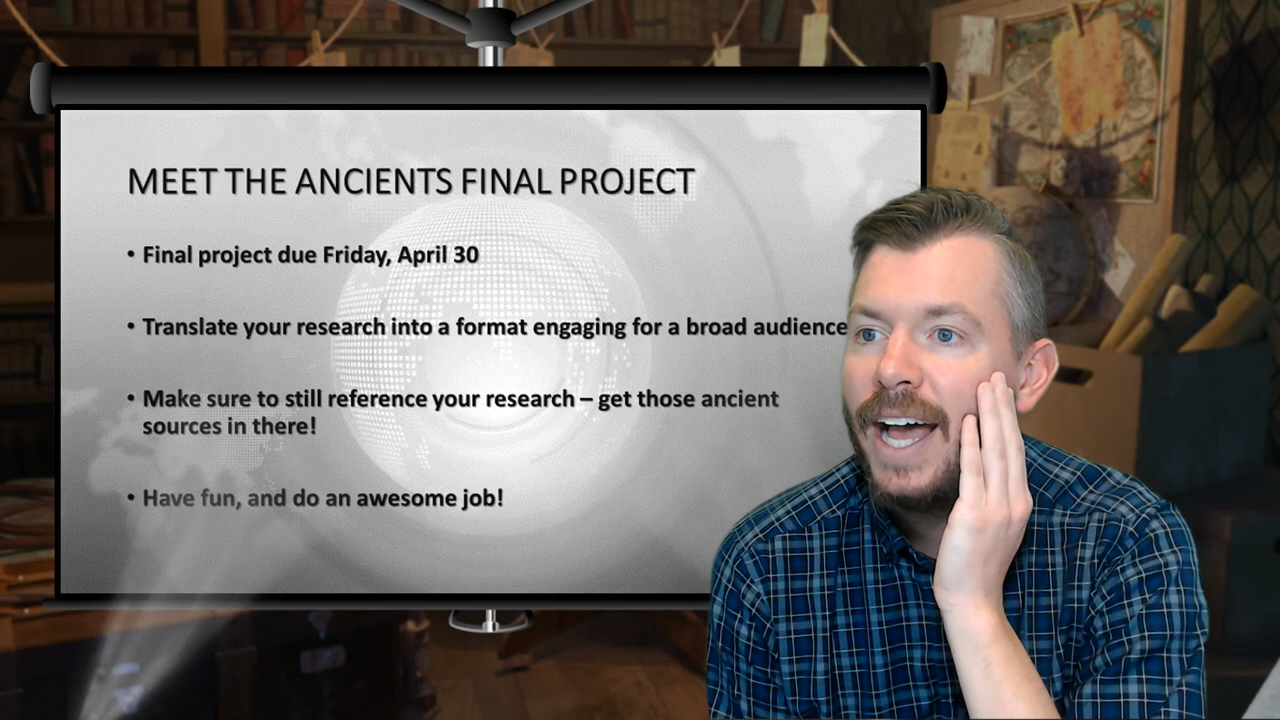 MEET THE ANCIENTS FINAL PROJECT
• Final project due Friday, April 30
• Translate your research into a format engaging for a broad audience
• Make sure to still reference your research – get those ancient
sources in there!
• Have fun, and do an awesome job!